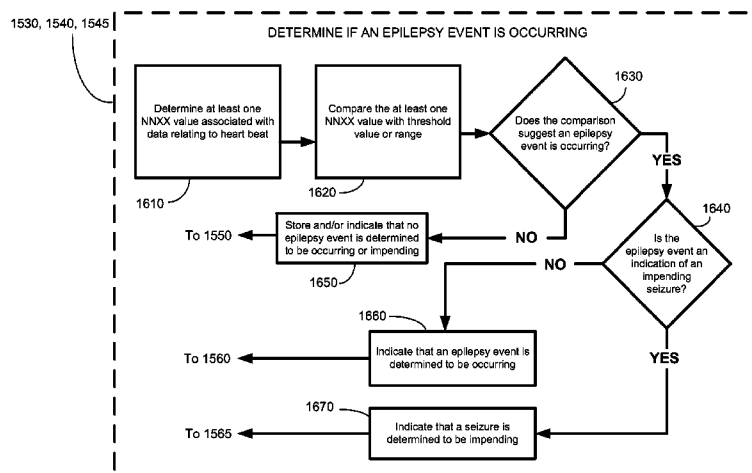 1530, 1540, 1545
DETERMINE IF AN EPILEPSY EVENT IS OCCURRING
Determine at least one
NNXX value associated with
data relating to heart beat
1610
Compare the at least one
NNXX value with threshold
value or range
1620
1630
Does the comparison
suggest an epilepsy
event is occurring?
YES
NO
1640
Is the
epilepsy event an
indication of an
impending
seizure?
To 1550
Store and/or indicate that no
epilepsy event is determined
to be occurring or impending
1650
NO
YES
1660
To 1560
Indicate that an epilepsy event is
determined to be occurring
1670
To 1565
Indicate that a seizure is
determined to be impending